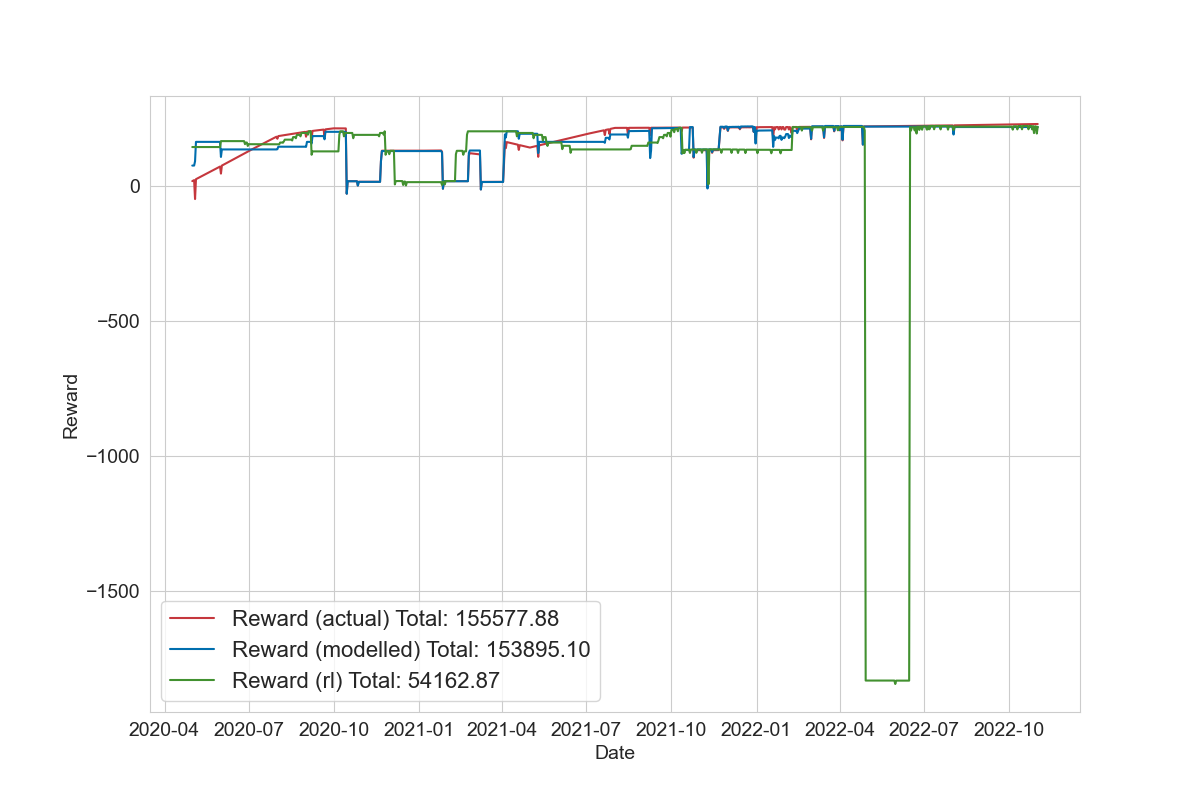 0
−500
−1000
−1500
Reward
Reward (actual) Total: 155577.88
Reward (modelled) Total: 153895.10
Reward (rl) Total: 54162.87
2020-04 2020-07 2020-10 2021-01 2021-04 2021-07 2021-10 2022-01 2022-04 2022-07 2022-10
Date